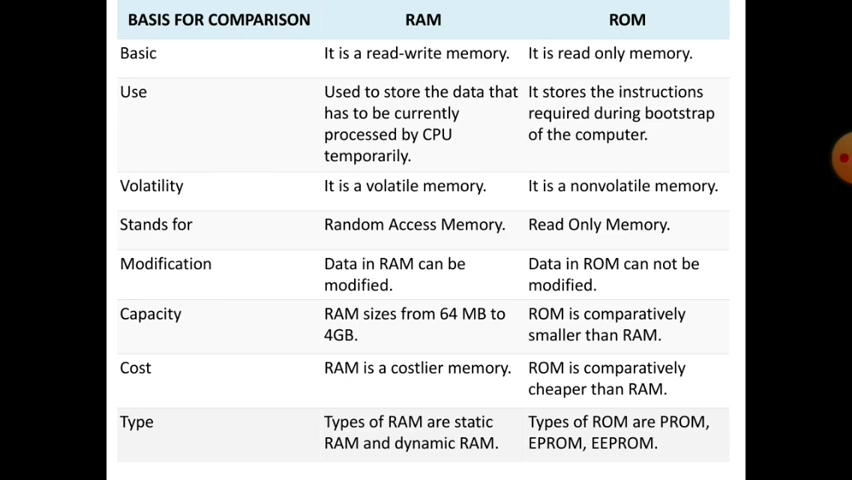 BASIS FOR COMPARISON RAM ROM
Basic It is a read-write memory. It is read only memory.
Use Used to store the data that It stores the instructions
has to be currently required during bootstrap
processed by CPU of the computer.
temporarily.
Volatility It is a volatile memory. It is a nonvolatile memory.
Stands for Random Access Memory. Read Only Memory.
Modification Data in RAM can be Data in ROM can not be
modified. modified.
Capacity RAM sizes from 64 MB to ROM is comparatively
4GB. smaller than RAM.
Cost RAM is a costlier memory. ROM is comparatively
cheaper than RAM.
Type Types of RAM are static Types of ROM are PROM,
RAM and dynamic RAM. EPROM, EEPROM.